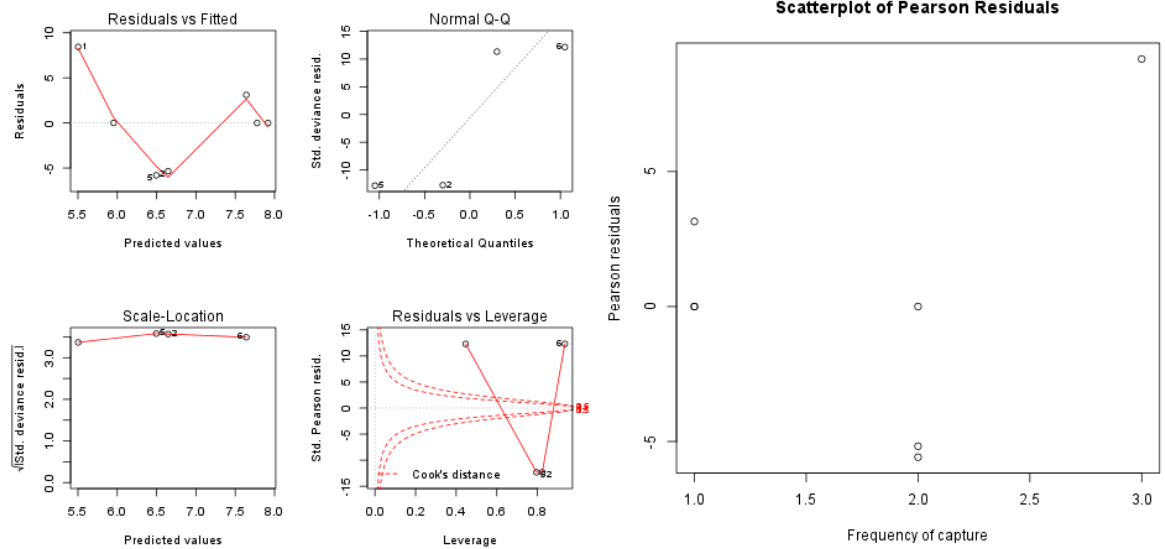 Residuals vs Fitted
Residuals
10
5
0
-5
1
5
2
5.5 6.0 6.5 7.0 7.5 8.0
Predicted values
Normal Q-Q
Std. deviance resid.
15
10
5
0
-5
-10
6
5
2
-1.0 -0.5 0.0 0.5 1.0
Theoretical Quantiles
Scale-Location
√|Std. deviance resid.|
3.0
2.0
1.0
0.0
5
2
6
5.5 6.0 6.5 7.0 7.5 8.0
Predicted values
Residuals vs Leverage
Std. Pearson resid.
15
10
5
0
-5
-15
6
52
Cook's distance
0.0 0.2 0.4 0.6 0.8
Leverage
Scatterplot of Pearson Residuals
Pearson residuals
5
0
-5
1.0 1.5 2.0 2.5 3.0
Frequency of capture